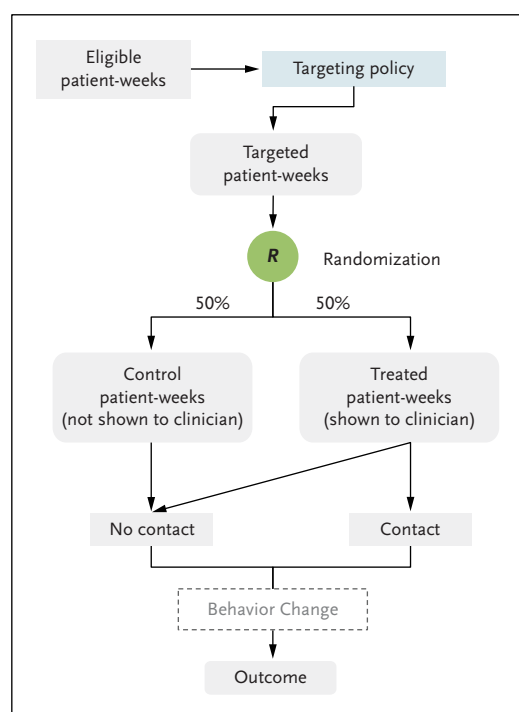 Eligible
patient-weeks
Targeting policy
Targeted
patient-weeks
R
Randomization
50%
50%
Control
patient-weeks
(not shown to clinician)
Treated
patient-weeks
(shown to clinician)
No contact
Contact
Behavior Change
Outcome